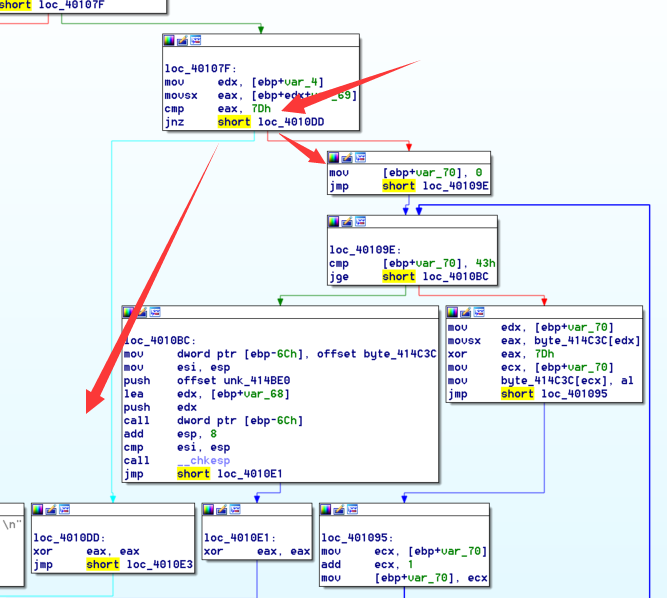 short loc_40107F
loc_40107F:
mov edx, [ebp+var_4]
movsx eax, [ebp+edx+var_69]
cmp eax, 7Dh
jnz short loc_4010DD
mov [ebp+var_70], 0
jmp short loc_40109E
loc_40109E:
cmp [ebp+var_70], 43h
jge short loc_4010BC
loc_4010BC:
mov dword ptr [ebp-6Ch], offset byte_414C3C
mov esi, esp
push offset unk_414BE0
lea edx, [ebp+var_68]
push edx
call dword ptr [ebp-6Ch]
add esp, 8
cmp esi, esp
call __chkesp
jmp short loc_4010E1
mov edx, [ebp+var_70]
movsx eax, byte_414C3C[edx]
xor eax, 7Dh
mov ecx, [ebp+var_70]
mov byte_414C3C[ecx], al
jmp short loc_401095
\n"
loc_4010DD:
xor eax, eax
jmp short loc_4010E3
loc_4010E1:
xor eax, eax
loc_401095:
mov ecx, [ebp+var_70]
add ecx, 1
mov [ebp+var_70], ecx